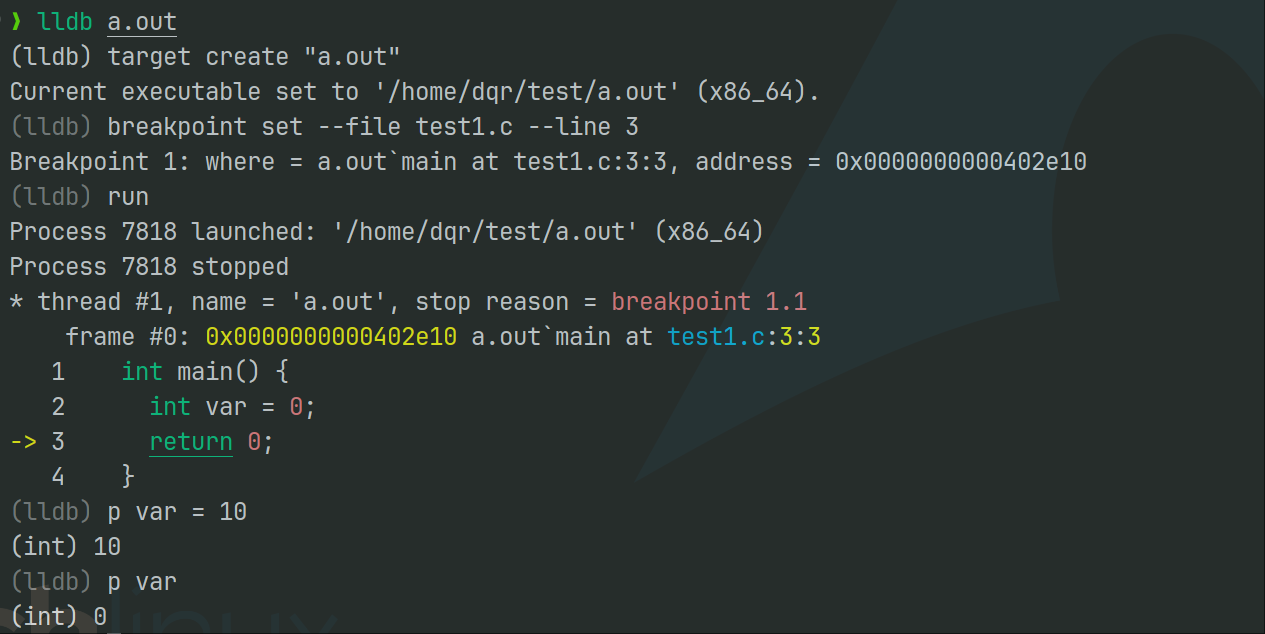 ❯ lldb a.out
(lldb) target create "a.out"
Current executable set to '/home/dqr/test/a.out' (x86_64).
(lldb) breakpoint set --file test1.c --line 3
Breakpoint 1: where = a.out`main at test1.c:3:3, address = 0x0000000000402e10
(lldb) run
Process 7818 launched: '/home/dqr/test/a.out' (x86_64)
Process 7818 stopped
* thread #1, name = 'a.out', stop reason = breakpoint 1.1
    frame #0: 0x0000000000402e10 a.out`main at test1.c:3:3
   1    int main() {
   2      int var = 0;
-> 3      return 0;
   4    }
(lldb) p var = 10
(int) 10
(lldb) p var
(int) 0